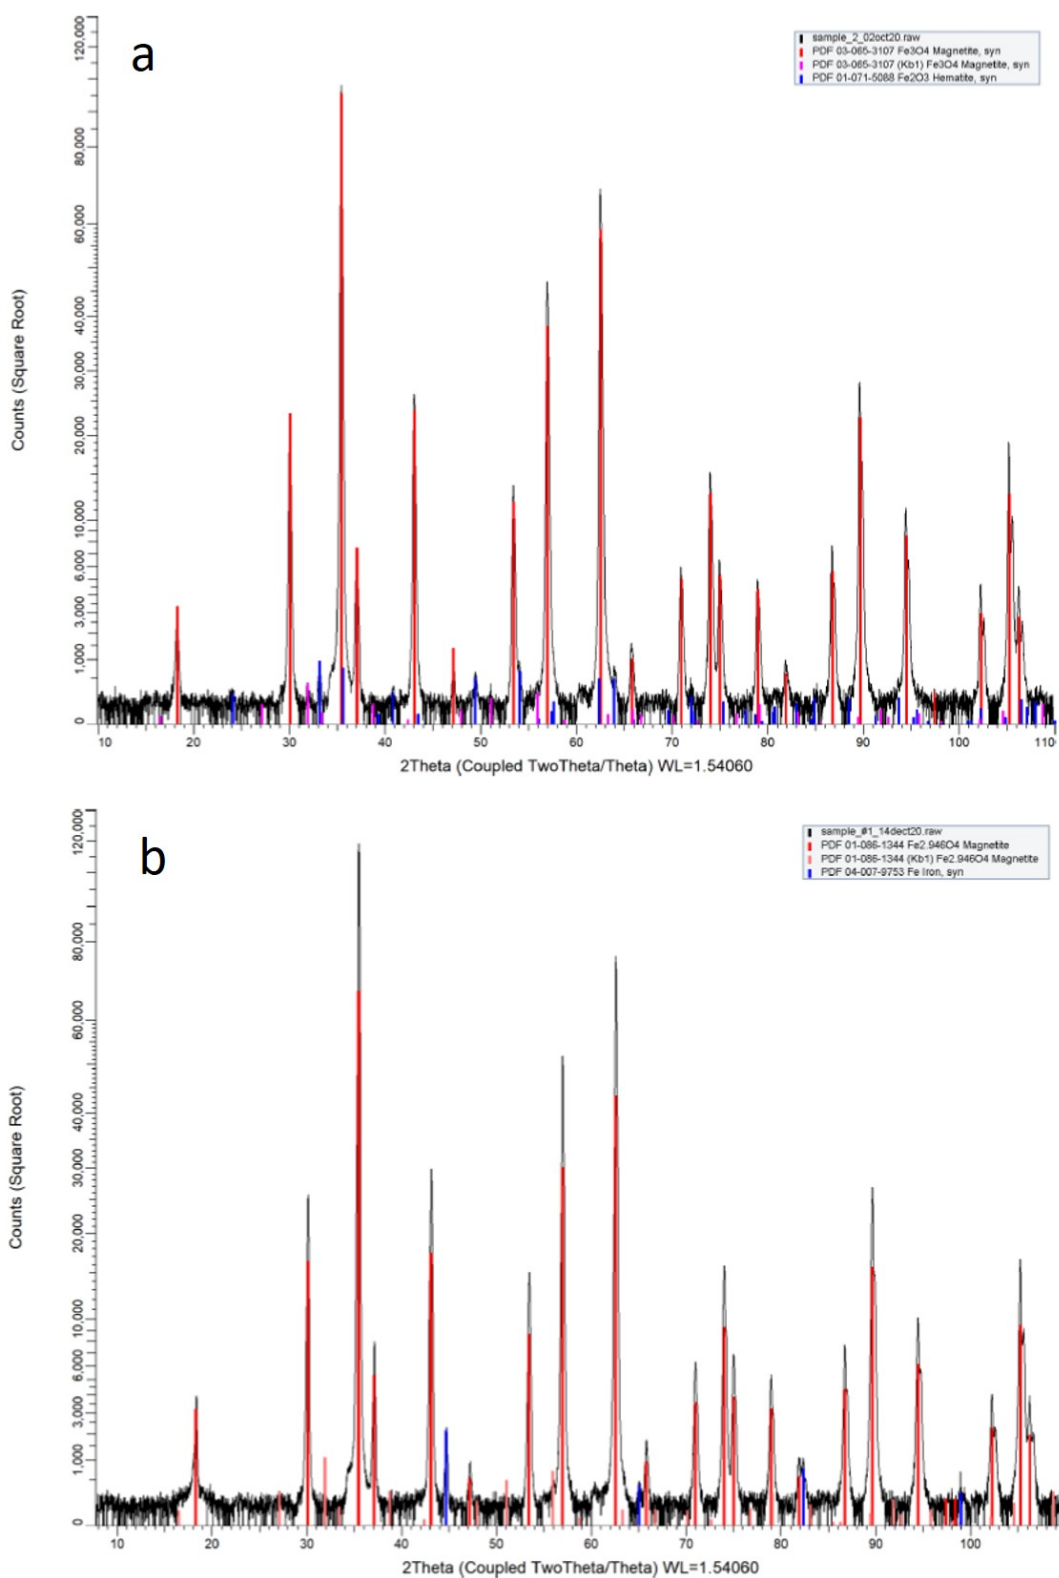 a
sample_2_02oct20.raw
PDF 03-065-3107 Fe3O4 Magnetite, syn
PDF 03-065-3107 (Kb1) Fe3O4 Magnetite, syn
PDF 01-071-5088 Fe2O3 Hematite, syn
Counts (Square Root)
120,000
80,000
60,000
40,000
30,000
20,000
10,000
6,000
3,000
1,000
0
10 20 30 40 50 60 70 80 90 100 110
2Theta (Coupled TwoTheta/Theta) WL=1.54060
b
sample_#1_14dect20.raw
PDF 01-086-1344 Fe2.946O4 Magnetite
PDF 01-086-1344 (Kb1) Fe2.946O4 Magnetite
PDF 04-007-9753 Fe Iron, syn
Counts (Square Root)
120,000
80,000
60,000
40,000
30,000
20,000
10,000
6,000
3,000
1,000
0
10 20 30 40 50 60 70 80 90 100
2Theta (Coupled TwoTheta/Theta) WL=1.54060